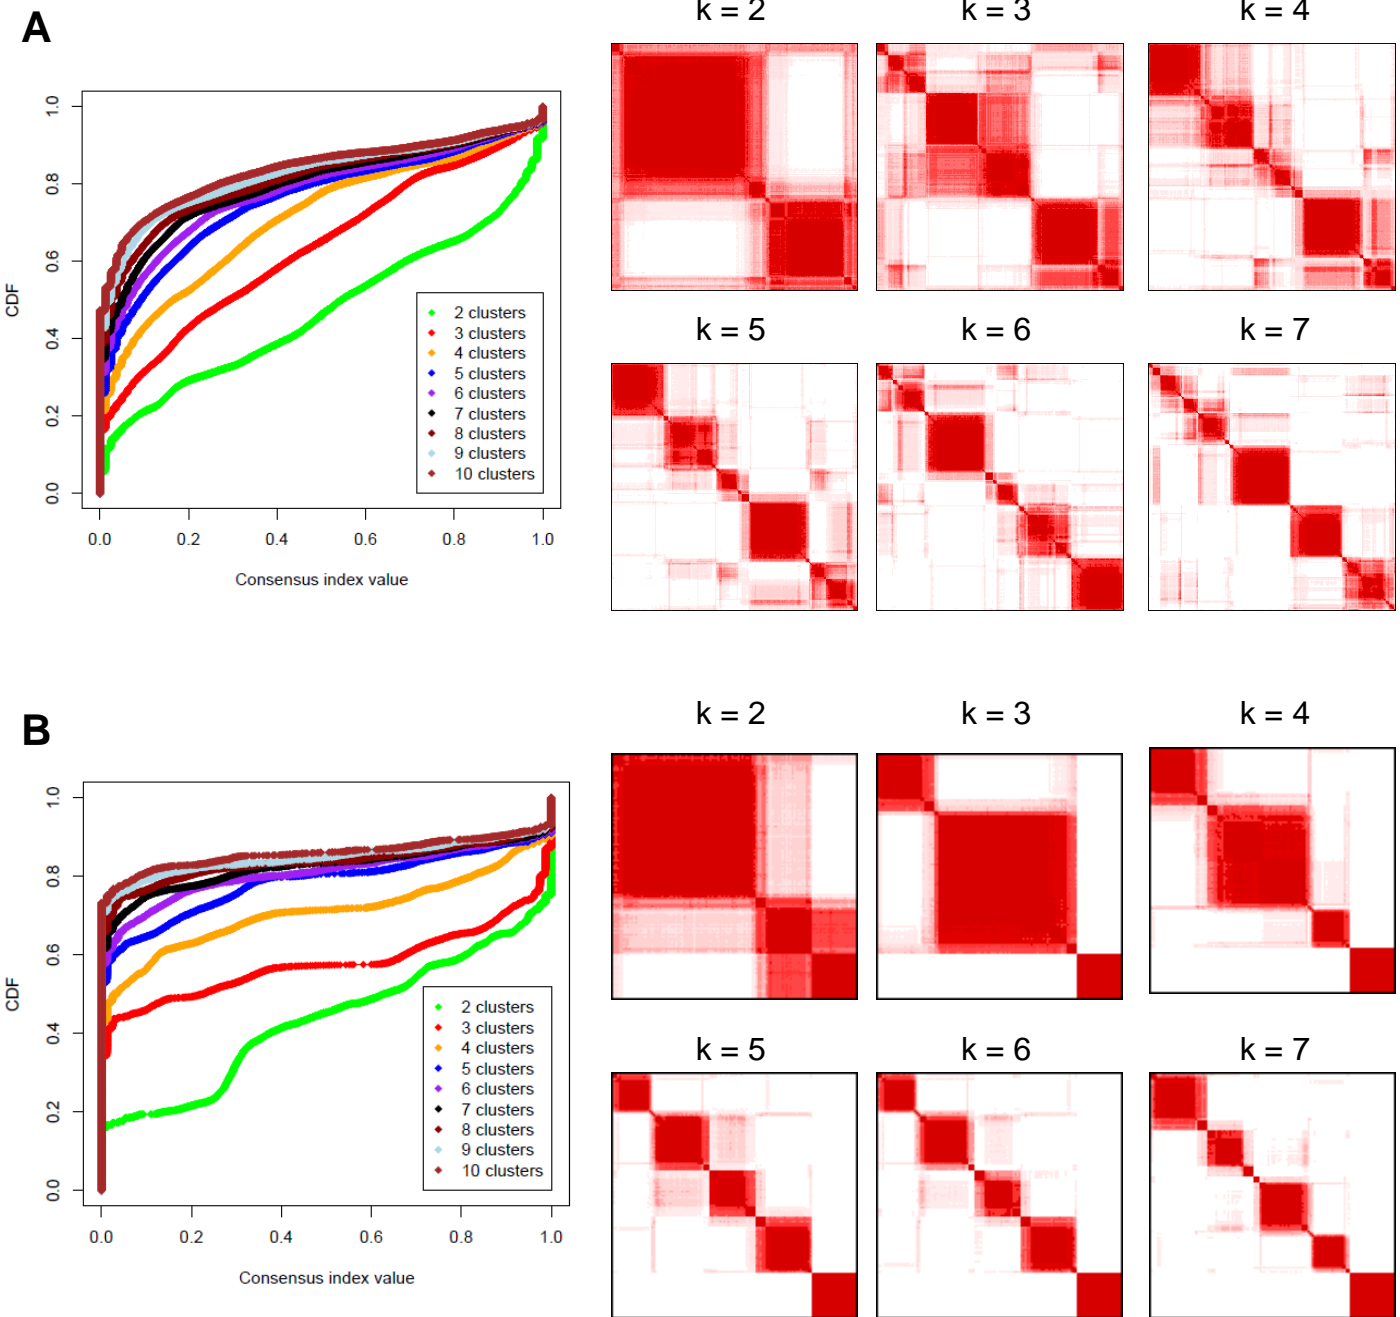 A
k = 2
k = 3
k = 4
1.0
0.8
0.6
0.4
0.2
0.0
CDF
2 clusters
3 clusters
4 clusters
5 clusters
6 clusters
7 clusters
8 clusters
9 clusters
10 clusters
0.0 0.2 0.4 0.6 0.8 1.0
Consensus index value
k = 5
k = 6
k = 7
B
k = 2
k = 3
k = 4
1.0
0.8
0.6
0.4
0.2
0.0
CDF
2 clusters
3 clusters
4 clusters
5 clusters
6 clusters
7 clusters
8 clusters
9 clusters
10 clusters
0.0 0.2 0.4 0.6 0.8 1.0
Consensus index value
k = 5
k = 6
k = 7